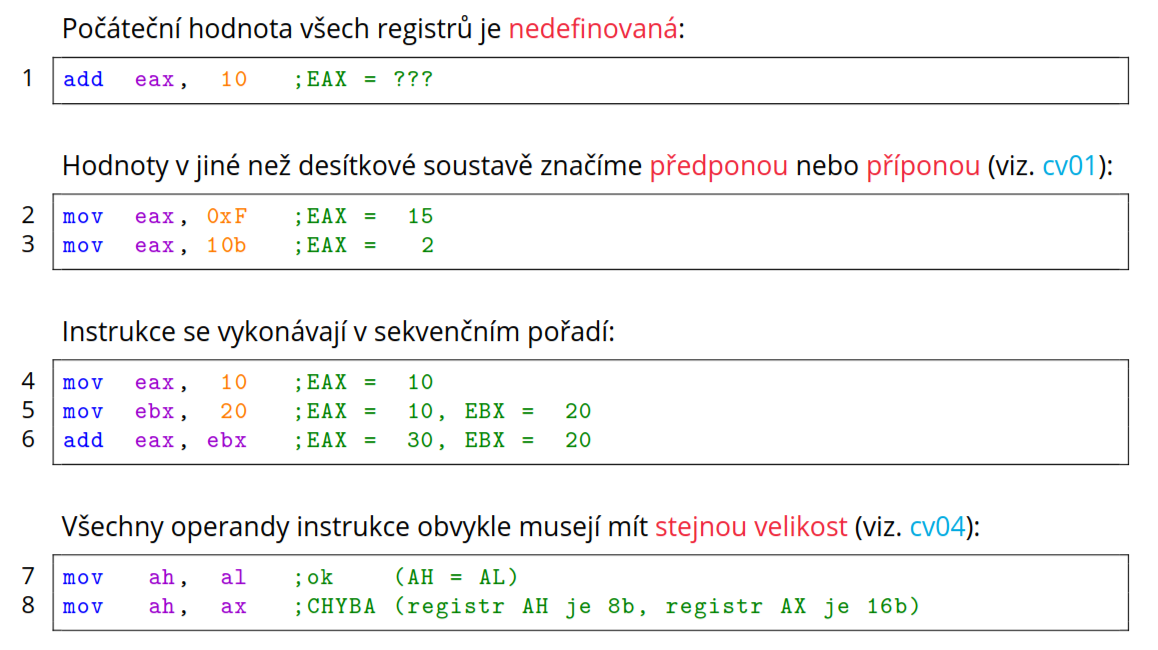 Počáteční hodnota všech registrů je nedefinovaná:
1 add eax, 10 ;EAX = ???
Hodnoty v jiné než desítkové soustavě značíme předponou nebo příponou (viz. cv01):
2 mov eax, 0xF ;EAX = 15
3 mov eax, 10b ;EAX = 2
Instrukce se vykonávají v sekvenčním pořadí:
4 mov eax, 10 ;EAX = 10
5 mov ebx, 20 ;EAX = 10, EBX = 20
6 add eax, ebx ;EAX = 30, EBX = 20
Všechny operandy instrukce obvykle musejí mít stejnou velikost (viz. cv04):
7 mov ah, al ;ok (AH = AL)
8 mov ah, ax ;CHYBA (registr AH je 8b, registr AX je 16b)